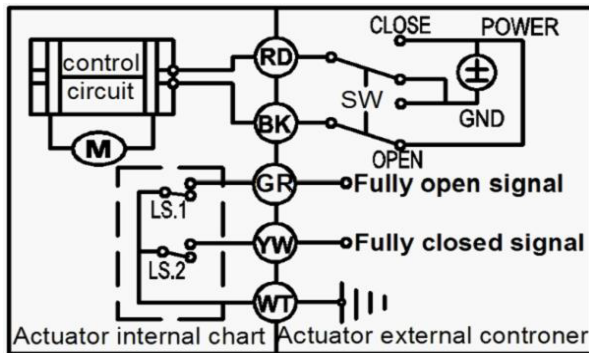 CLOSE POWER
control
circuit
RD
SW
GND
BK
M
OPEN
GR
Fully open signal
LS.1
YW
Fully closed signal
LS.2
WT
Actuator internal chart
Actuator external controner